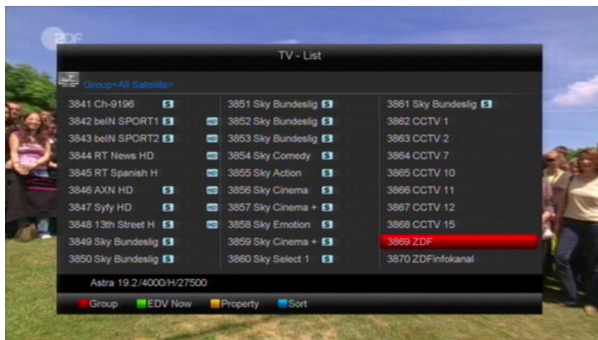 ZDF
TV - List
Group<All Satellite>
3841 Ch-9196 S
3842 beIN SPORT1 S HD
3843 beIN SPORT2 S HD
3844 RT News HD HD
3845 RT Spanish H HD
3846 AXN HD S HD
3847 Syfy HD S HD
3848 13th Street H S HD
3849 Sky Bundeslig S
3850 Sky Bundeslig S
3851 Sky Bundeslig S
3852 Sky Bundeslig S
3853 Sky Bundeslig S
3854 Sky Comedy S
3855 Sky Action S
3856 Sky Cinema S
3857 Sky Cinema + S
3858 Sky Emotion S
3859 Sky Cinema + S
3860 Sky Select 1 S
3861 Sky Bundeslig S
3862 CCTV 1
3863 CCTV 2
3864 CCTV 7
3865 CCTV 10
3866 CCTV 11
3867 CCTV 12
3868 CCTV 15
3869 ZDF
3870 ZDFinfokanal
Astra 19.2/4000/H/27500
Group EDV Now Property Sort